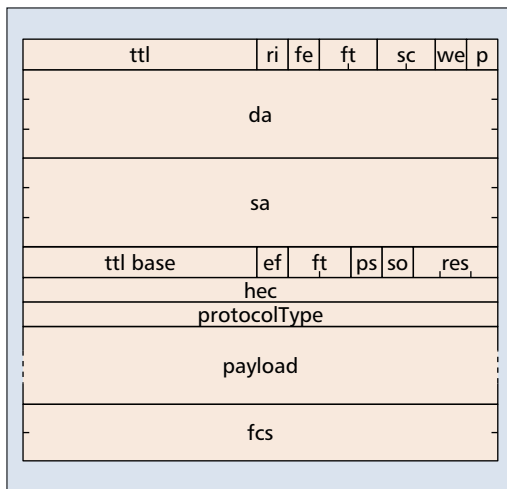 ttl ri fe ft sc we p
da
sa
ttl base ef ft ps so res
hec
protocolType
payload
fcs